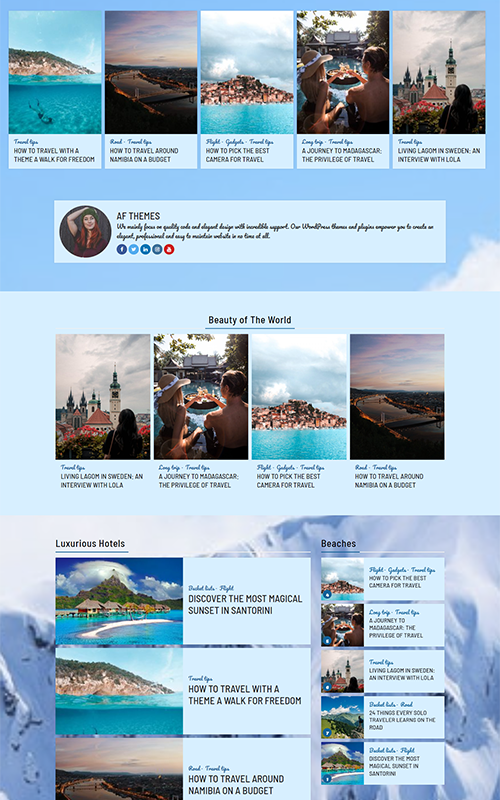 Travel tips
HOW TO TRAVEL WITH A
THEME A WALK FOR FREEDOM
Road - Travel tips
HOW TO TRAVEL AROUND
NAMIBIA ON A BUDGET
Flight - Gadgets - Travel tips
HOW TO PICK THE BEST
CAMERA FOR TRAVEL
Long trip - Travel tips
A JOURNEY TO MADAGASCAR:
THE PRIVILEGE OF TRAVEL
Travel tips
LIVING LAGOM IN SWEDEN: AN
INTERVIEW WITH LOLA
AF THEMES
We mainly focus on quality code and elegant design with incredible support. Our WordPress themes and plugins empower you to create an
elegant, professional and easy to maintain website in no time at all.
Beauty of The World
Travel tips
LIVING LAGOM IN SWEDEN: AN
INTERVIEW WITH LOLA
Long trip - Travel tips
A JOURNEY TO MADAGASCAR:
THE PRIVILEGE OF TRAVEL
Flight - Gadgets - Travel tips
HOW TO PICK THE BEST
CAMERA FOR TRAVEL
Road - Travel tips
HOW TO TRAVEL AROUND
NAMIBIA ON A BUDGET
Luxurious Hotels
Bucket lists - Flight
DISCOVER THE MOST MAGICAL
SUNSET IN SANTORINI
Travel tips
HOW TO TRAVEL WITH A
THEME A WALK FOR FREEDOM
Road - Travel tips
HOW TO TRAVEL AROUND
NAMIBIA ON A BUDGET
Beaches
Flight - Gadgets - Travel tips
HOW TO PICK THE BEST
CAMERA FOR TRAVEL
Long trip - Travel tips
A JOURNEY TO
MADAGASCAR: THE
PRIVILEGE OF TRAVEL
Travel tips
LIVING LAGOM IN SWEDEN:
AN INTERVIEW WITH LOLA
Bucket lists - Road
24 THINGS EVERY SOLO
TRAVELER LEARNS ON THE
ROAD
Bucket lists - Flight
DISCOVER THE MOST
MAGICAL SUNSET IN
SANTORINI